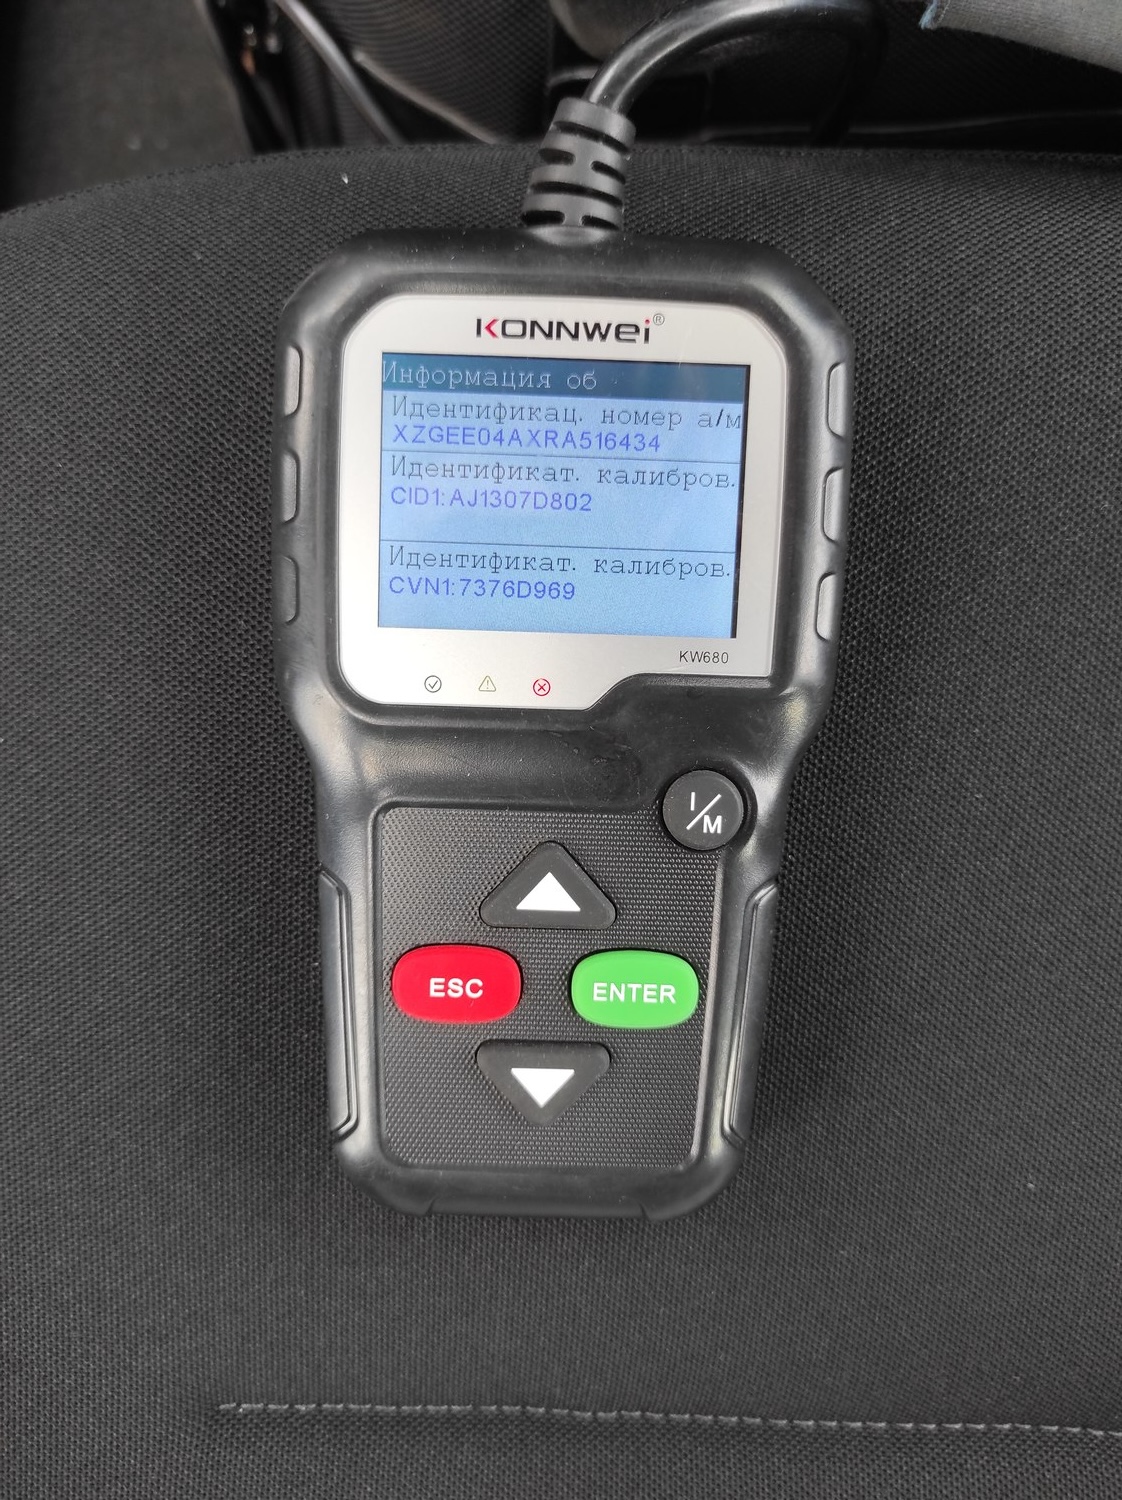 KONNWEI®
Информация об
Идентификац. номер а/м
XZGEE04AXRA516434
Идентификат. калибров.
CID1:AJ1307D802
Идентификат. калибров.
CVN1:7376D969
KW680
I/M
ESC
ENTER